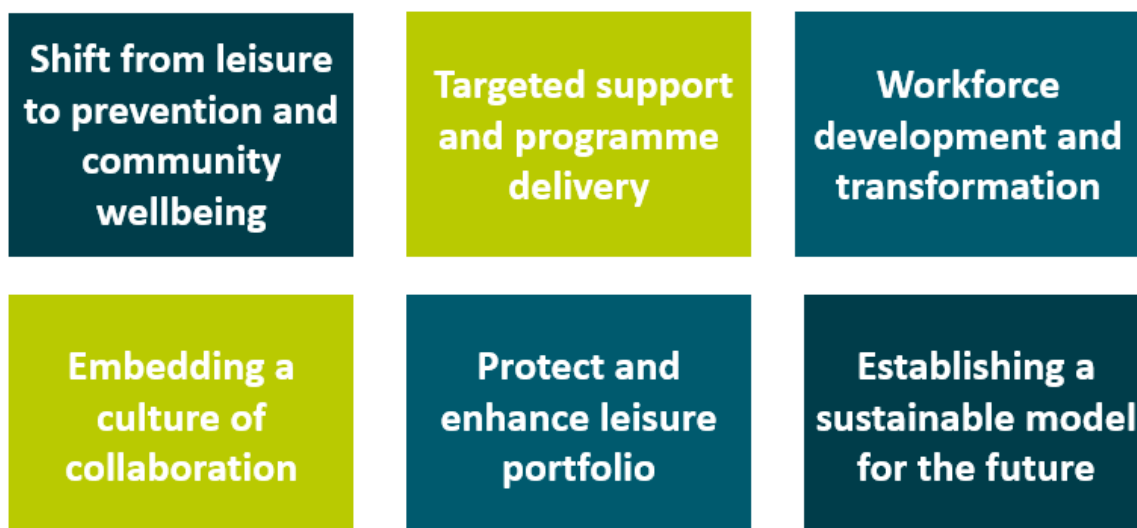 Shift from leisure
to prevention and
community
wellbeing
Targeted support
and programme
delivery
Workforce
development and
transformation
Embedding a
culture of
collaboration
Protect and
enhance leisure
portfolio
Establishing a
sustainable model
for the future